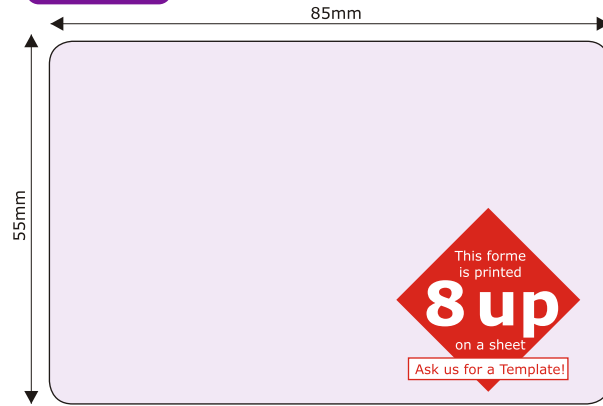 85mm
55mm
This forme
is printed
8 up
on a sheet
Ask us for a Template!